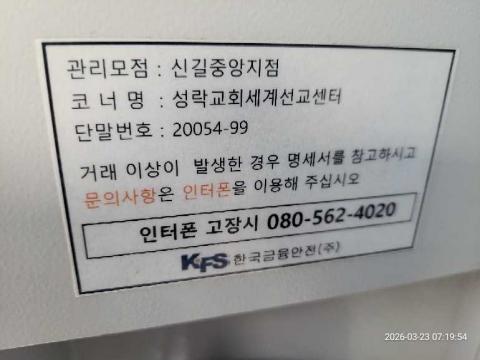 관리모점 : 신길중앙지점
코 너 명 : 성락교회세계선교센터
단말번호 : 20054-99
거래 이상이 발생한 경우 명세서를 참고하시고
문의사항은 인터폰을 이용해 주십시오
인터폰 고장시 080-562-4020
KFS 한국금융안전(주)
2026-03-23 07:19:54